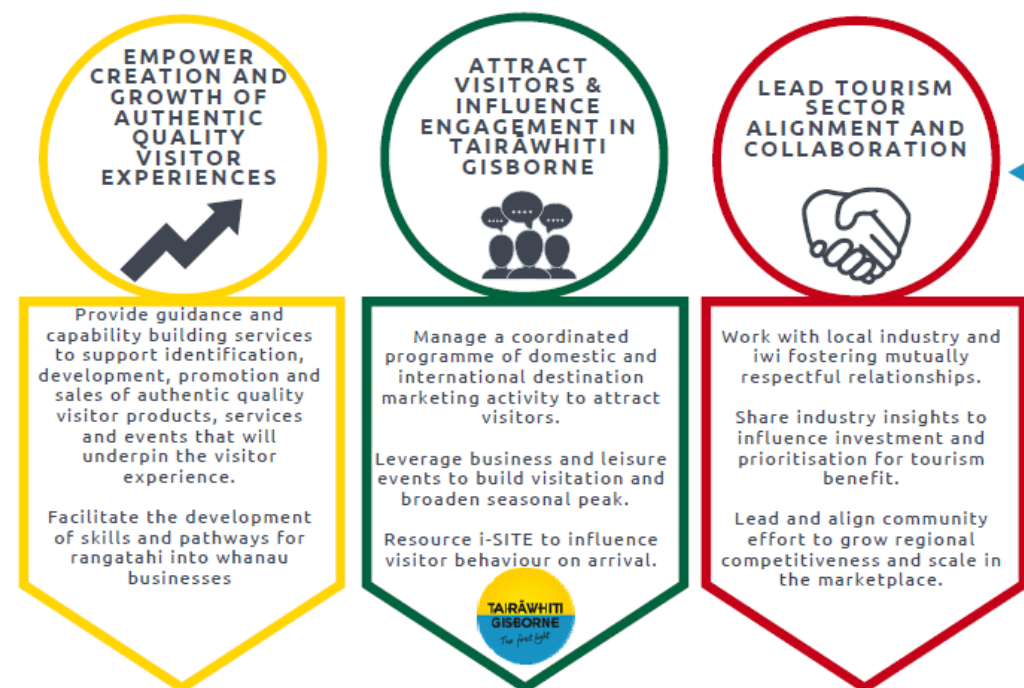 EMPOWER
CREATION AND
GROWTH OF
AUTHENTIC
QUALITY
VISITOR
EXPERIENCES
Provide guidance and
capability building services
to support identification,
development, promotion and
sales of authentic quality
visitor products, services
and events that will
underpin the visitor
experience.
Facilitate the development
of skills and pathways for
rangatahi into whanau
businesses
ATTRACT
VISITORS &
INFLUENCE
ENGAGEMENT IN
TAIRĀWHITI
GISBORNE
Manage a coordinated
programme of domestic and
international destination
marketing activity to attract
visitors.
Leverage business and leisure
events to build visitation and
broaden seasonal peak.
Resource i-SITE to influence
visitor behaviour on arrival.
TAIRĀWHITI
GISBORNE
The first light
LEAD TOURISM
SECTOR
ALIGNMENT AND
COLLABORATION
Work with local industry and
iwi fostering mutually
respectful relationships.
Share industry insights to
influence investment and
prioritisation for tourism
benefit.
Lead and align community
effort to grow regional
competitiveness and scale in
the marketplace.